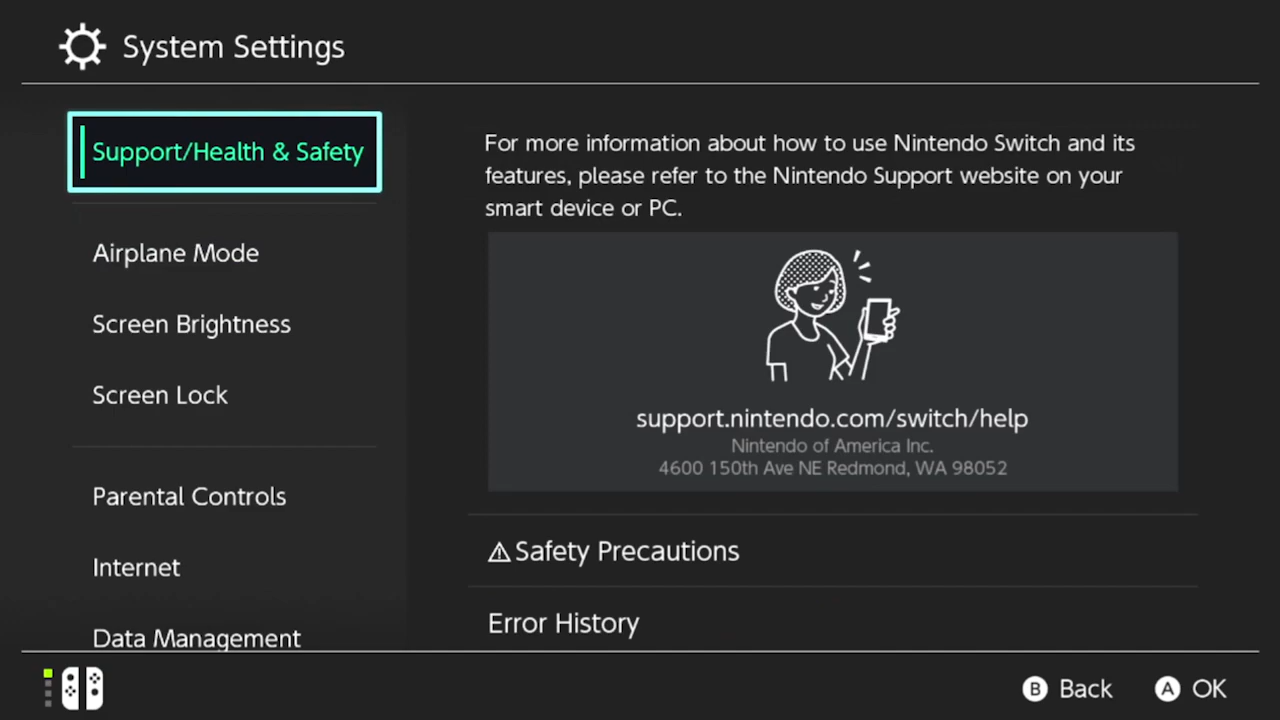 System Settings
Support/Health & Safety
Airplane Mode
Screen Brightness
Screen Lock
Parental Controls
Internet
Data Management
For more information about how to use Nintendo Switch and its
features, please refer to the Nintendo Support website on your
smart device or PC.
support.nintendo.com/switch/help
Nintendo of America Inc.
4600 150th Ave NE Redmond, WA 98052
Safety Precautions
Error History
B Back
A OK